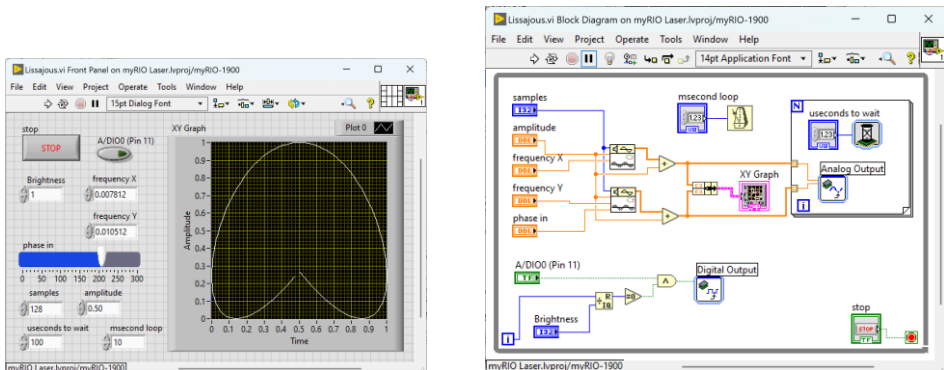 Lissajous.vi Front Panel on myRIO Laser.lvproj/myRIO-1900
File Edit View Project Operate Tools Window Help
15pt Dialog Font
stop
STOP
A/DIO0 (Pin 11)
Brightness
1
frequency X
0.007812
frequency Y
0.010512
phase in
0 50 100 150 200 250 300
samples
128
amplitude
0.50
useconds to wait
100
msecond loop
10
XY Graph
Plot 0
Amplitude
1
0.9
0.8
0.7
0.6
0.5
0.4
0.3
0.2
0.1
0
0 0.1 0.2 0.3 0.4 0.5 0.6 0.7 0.8 0.9 1
Time
myRIO Laser.lvproj/myRIO-1900
Lissajous.vi Block Diagram on myRIO Laser.lvproj/myRIO-1900
File Edit View Project Operate Tools Window Help
14pt Application Font
samples
I32
amplitude
DBL
frequency X
DBL
frequency Y
DBL
phase in
DBL
msecond loop
1.23
XY Graph
N
useconds to wait
1.23
Analog Output
i
A/DIO0 (Pin 11)
TF
Digital Output
R
IQ
=0
Brightness
I32
i
stop
STOP
TF
myRIO Laser.lvproj/myRIO-1900